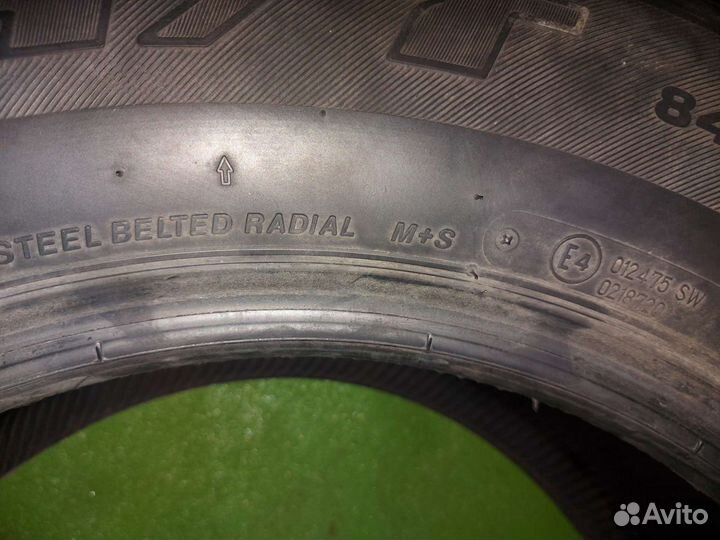 84
STEEL BELTED RADIAL M+S
E4
012475 SW
Avito